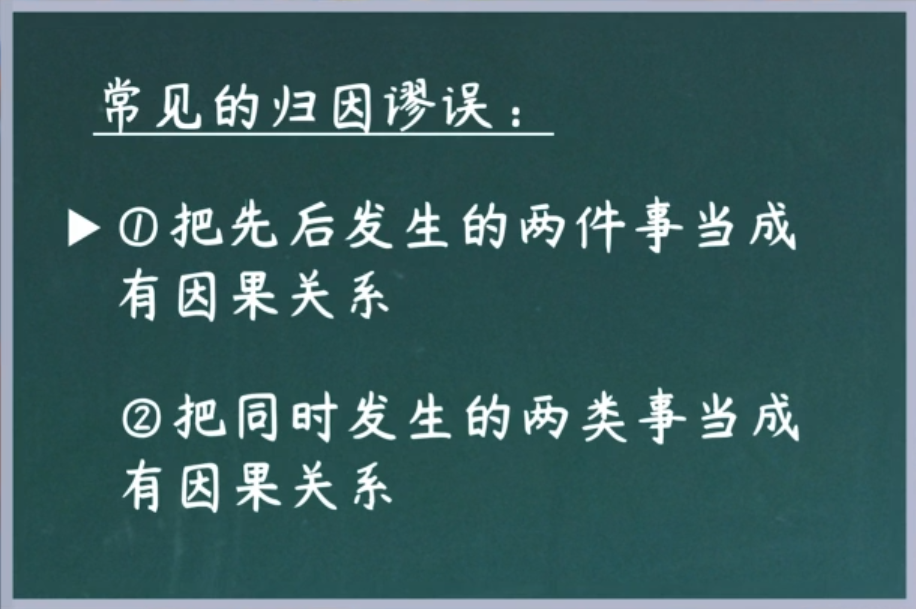 常见的归因谬误：
▶①把先后发生的两件事当成
有因果关系
②把同时发生的两类事当成
有因果关系